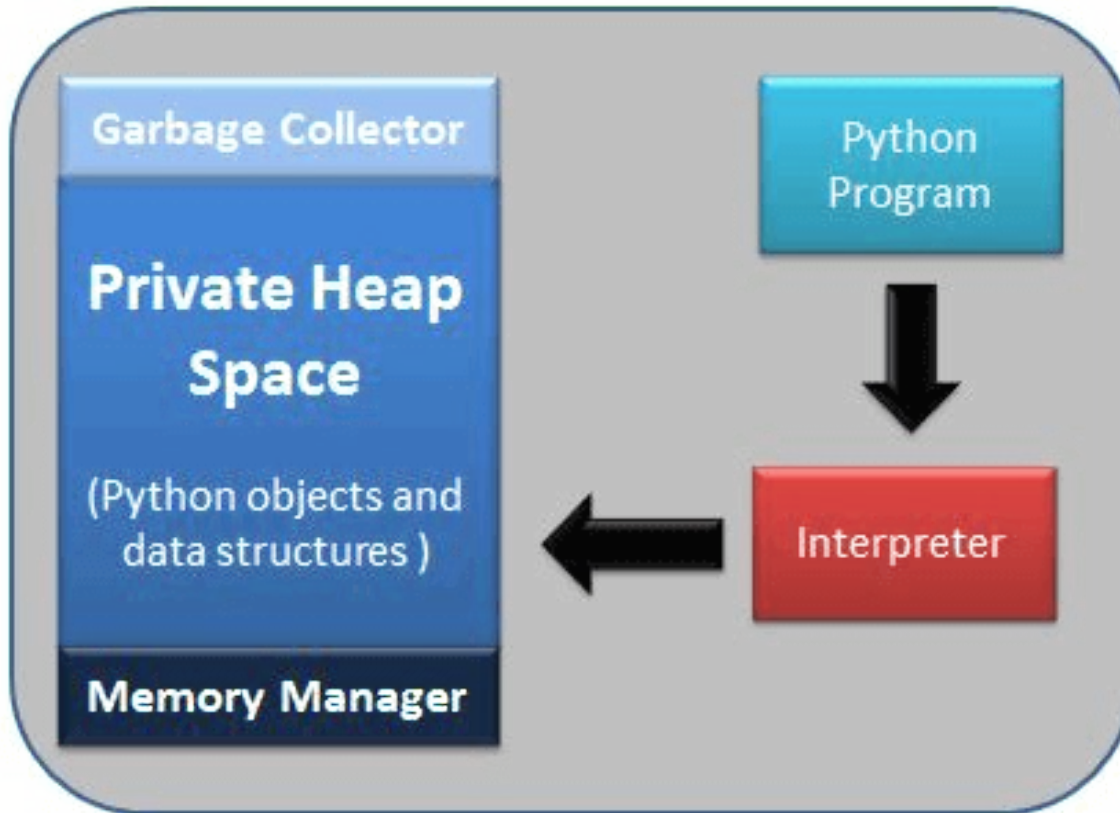 Garbage Collector
Private Heap
Space
(Python objects and
data structures )
Memory Manager
Python
Program
Interpreter